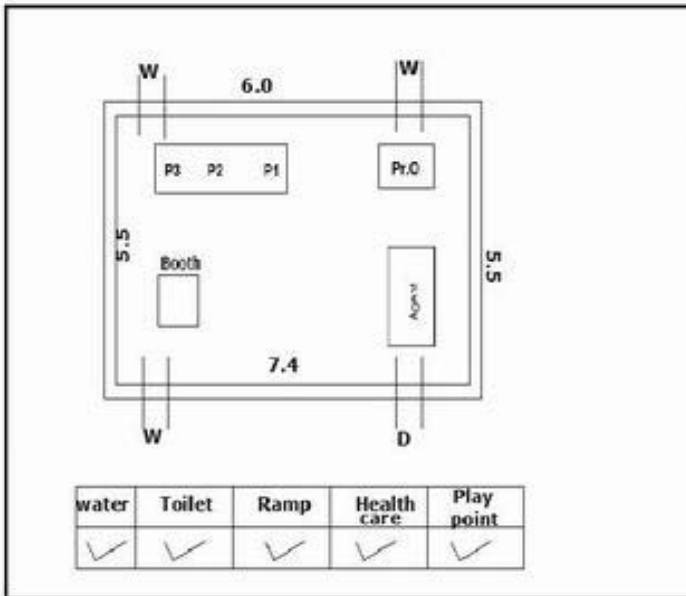 W
6.0
W
P3 P2 P1
Pr.O
5.5
Booth
Agent
5.5
7.4
W
D
water Toilet Ramp Health care Play point